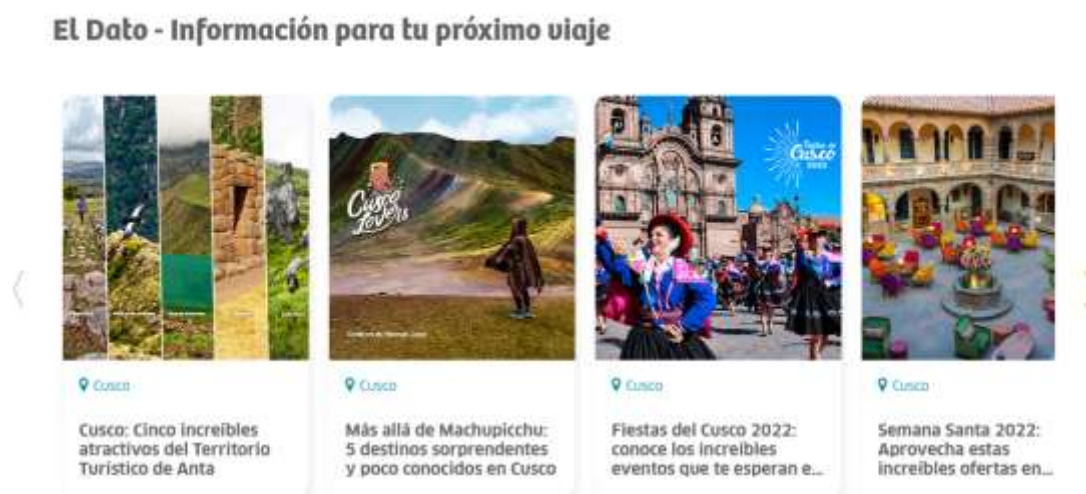 El Dato - Información para tu próximo viaje
Cusco
Lovers
Fiestas del
Cusco
2022
Cusco
Cusco: Cinco increíbles
atractivos del Territorio
Turístico de Anta
Cusco
Más allá de Machupicchu:
5 destinos sorprendentes
y poco conocidos en Cusco
Cusco
Fiestas del Cusco 2022:
conoce los increíbles
eventos que te esperan e...
Cusco
Semana Santa 2022:
Aprovecha estas
increíbles ofertas en...